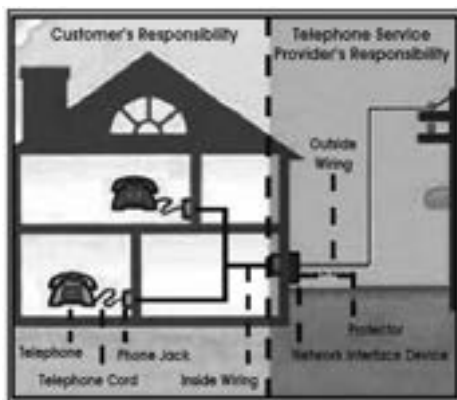 Customer's Responsibility
Telephone Service
Provider's Responsibility
Outside
Wiring
Protector
Telephone
Phone Jack
Network Interface Device
Telephone Cord
Inside Wiring